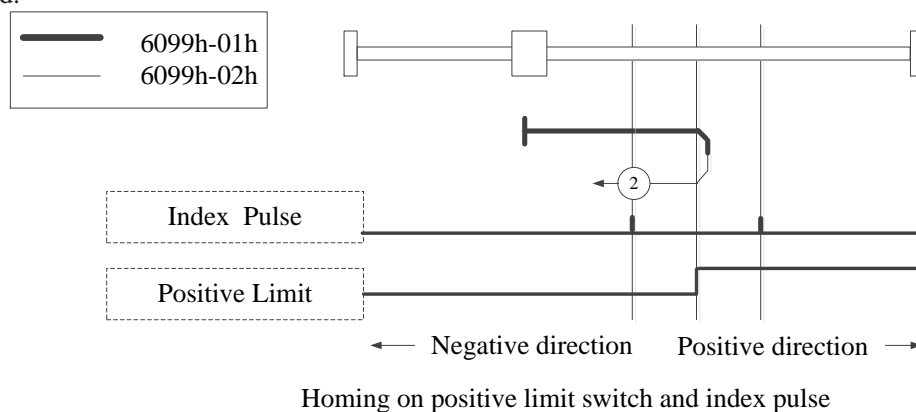 d.
6099h-01h
6099h-02h
2
Index Pulse
Positive Limit
Negative direction Positive direction
Homing on positive limit switch and index pulse